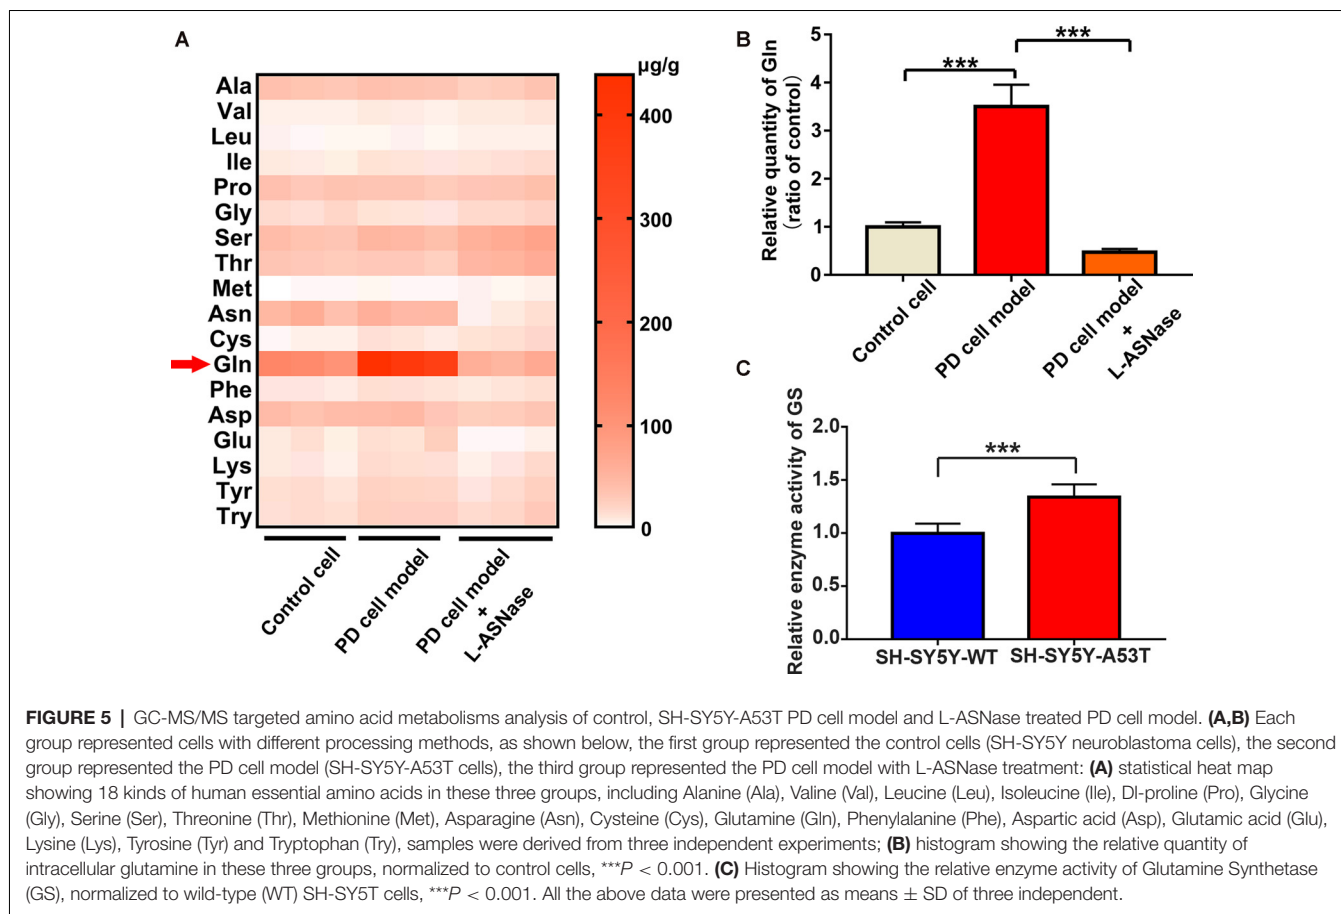 A
µg/g
Ala
Val
Leu
Ile
Pro
Gly
Ser
Thr
Met
Asn
Cys
Gln
Phe
Asp
Glu
Lys
Tyr
Try
400
300
200
100
0
Control cell
PD cell model
PD cell model
+
L-ASNase
B
Relative quantity of Gln
(ratio of control)
5
4
3
2
1
0
***
***
Control cell
PD cell model
PD cell model
+
L-ASNase
C
Relative enzyme activity of GS
2.0
1.5
1.0
0.5
0.0
***
SH-SY5Y-WT
SH-SY5Y-A53T
FIGURE 5 | GC-MS/MS targeted amino acid metabolisms analysis of control, SH-SY5Y-A53T PD cell model and L-ASNase treated PD cell model. (A,B) Each
group represented cells with different processing methods, as shown below, the first group represented the control cells (SH-SY5Y neuroblastoma cells), the second
group represented the PD cell model (SH-SY5Y-A53T cells), the third group represented the PD cell model with L-ASNase treatment: (A) statistical heat map
showing 18 kinds of human essential amino acids in these three groups, including Alanine (Ala), Valine (Val), Leucine (Leu), Isoleucine (Ile), Dl-proline (Pro), Glycine
(Gly), Serine (Ser), Threonine (Thr), Methionine (Met), Asparagine (Asn), Cysteine (Cys), Glutamine (Gln), Phenylalanine (Phe), Aspartic acid (Asp), Glutamic acid (Glu),
Lysine (Lys), Tyrosine (Tyr) and Tryptophan (Try), samples were derived from three independent experiments; (B) histogram showing the relative quantity of
intracellular glutamine in these three groups, normalized to control cells, ***P < 0.001. (C) Histogram showing the relative enzyme activity of Glutamine Synthetase
(GS), normalized to wild-type (WT) SH-SY5T cells, ***P < 0.001. All the above data were presented as means ± SD of three independent.